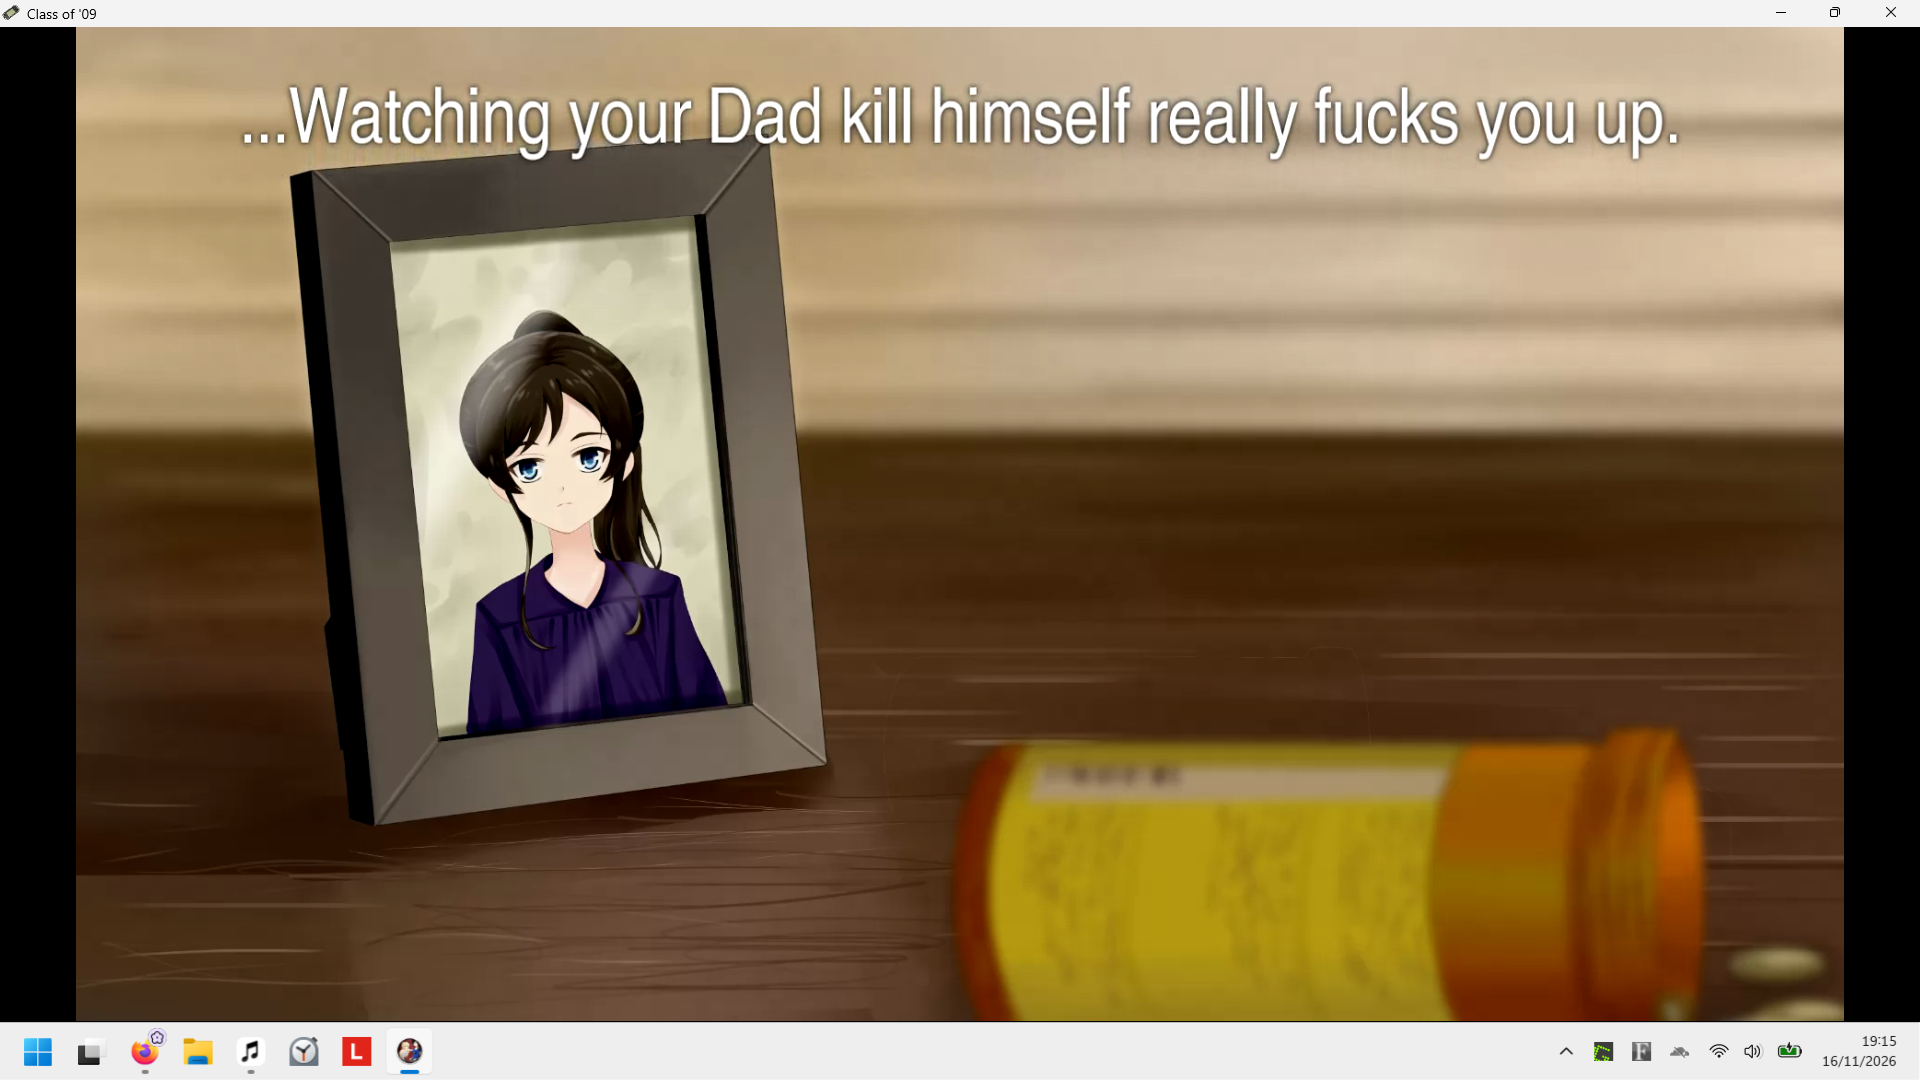 Class of '09
...Watching your Dad kill himself really fucks you up.
L
F
19:15
16/11/2026